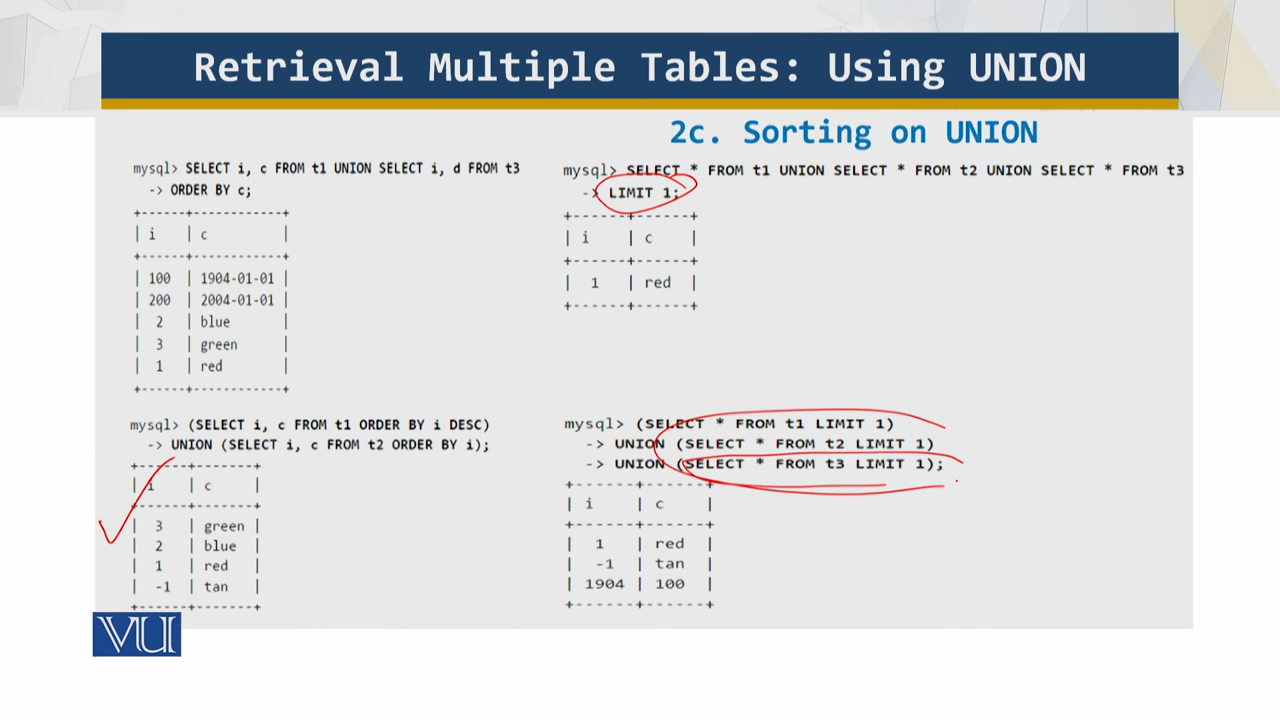 Retrieval Multiple Tables: Using UNION
2c. Sorting on UNION
mysql> SELECT i, c FROM t1 UNION SELECT i, d FROM t3
-> ORDER BY c;
+------+-----------+
| i | c |
+------+-----------+
| 100 | 1904-01-01 |
| 200 | 2004-01-01 |
| 2 | blue |
| 3 | green |
| 1 | red |
+------+-----------+
mysql> (SELECT i, c FROM t1 ORDER BY i DESC)
-> UNION (SELECT i, c FROM t2 ORDER BY i);
+------+-------+
| i | c |
+------+-------+
| 3 | green |
| 2 | blue |
| 1 | red |
| -1 | tan |
+------+-------+
mysql> SELECT * FROM t1 UNION SELECT * FROM t2 UNION SELECT * FROM t3
-> LIMIT 1;
+------+------+
| i | c |
+------+------+
| 1 | red |
+------+------+
mysql> (SELECT * FROM t1 LIMIT 1)
-> UNION (SELECT * FROM t2 LIMIT 1)
-> UNION (SELECT * FROM t3 LIMIT 1);
+------+------+
| i | c |
+------+------+
| 1 | red |
| -1 | tan |
| 1904 | 100 |
+------+------+
VU